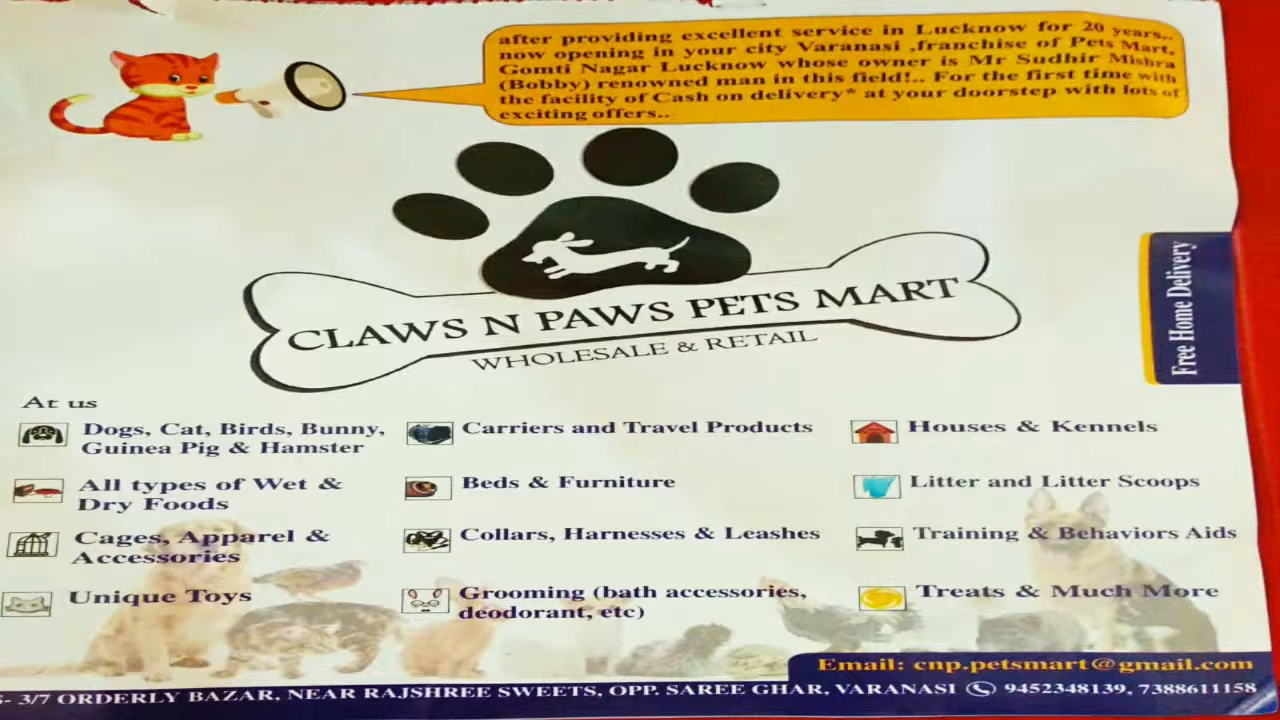 after providing excellent service in Lucknow for 20 years..
now opening in your city Varanasi ,franchise of Pets Mart,
Gomti Nagar Lucknow whose owner is Mr Sudhir Mishra
(Bobby) renowned man in this field!.. For the first time with
the facility of Cash on delivery* at your doorstep with lots of
exciting offers..
CLAWS N PAWS PETS MART
WHOLESALE & RETAIL
Free Home Delivery
At us
Dogs, Cat, Birds, Bunny,
Guinea Pig & Hamster
All types of Wet &
Dry Foods
Cages, Apparel &
Accessories
Unique Toys
Carriers and Travel Products
Beds & Furniture
Collars, Harnesses & Leashes
Grooming (bath accessories,
deodorant, etc)
Houses & Kennels
Litter and Litter Scoops
Training & Behaviors Aids
Treats & Much More
Email: cnp.petsmart@gmail.com
3/7 ORDERLY BAZAR, NEAR RAJSHREE SWEETS, OPP. SAREE GHAR, VARANASI 9452348139, 7388611158